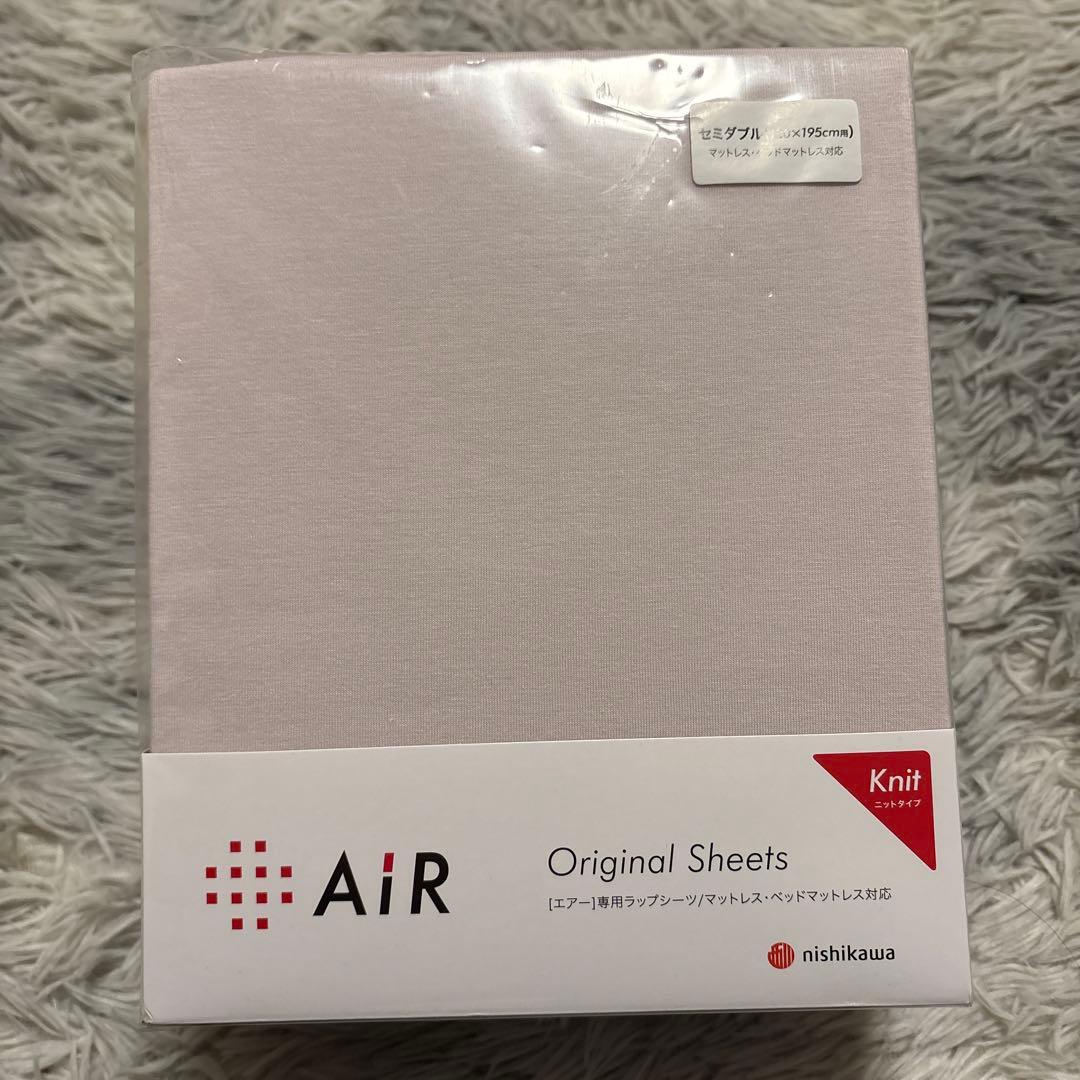 セミダブル(120×195cm用)
マットレス・ベッドマットレス対応
Knit
ニットタイプ
AiR
Original Sheets
[エアー]専用ラップシーツ/マットレス・ベッドマットレス対応
nishikawa